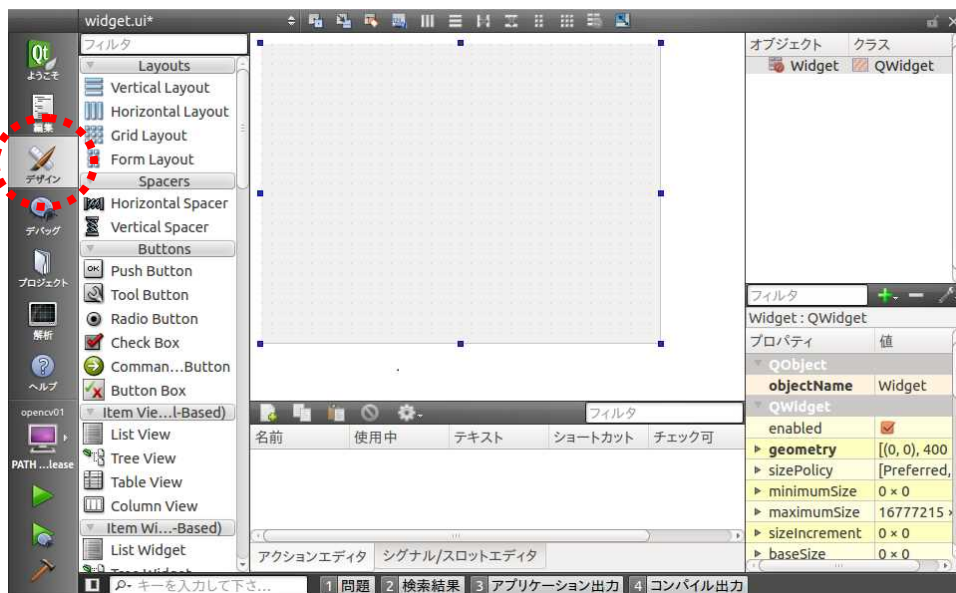 widget.ui*
Qt
ようこそ
編集
デザイン
デバッグ
プロジェクト
解析
ヘルプ
opencv01
PATH ...lease
フィルタ
Layouts
Vertical Layout
Horizontal Layout
Grid Layout
Form Layout
Spacers
Horizontal Spacer
Vertical Spacer
Buttons
OK
Push Button
Tool Button
Radio Button
Check Box
Comman...Button
Button Box
Item Vie...l-Based)
List View
Tree View
Table View
Column View
Item Wi...-Based)
List Widget
フィルタ
名前 使用中 テキスト ショートカット チェック可
アクションエディタ シグナル/スロットエディタ
オブジェクト クラス
Widget QWidget
フィルタ
Widget : QWidget
プロパティ 値
QObject
objectName Widget
QWidget
enabled
geometry [(0, 0), 400
sizePolicy [Preferred,
minimumSize 0 × 0
maximumSize 16777215 ×
sizeIncrement 0 × 0
baseSize 0 × 0
キーを入力して下さ...
1 問題 2 検索結果 3 アプリケーション出力 4 コンパイル出力